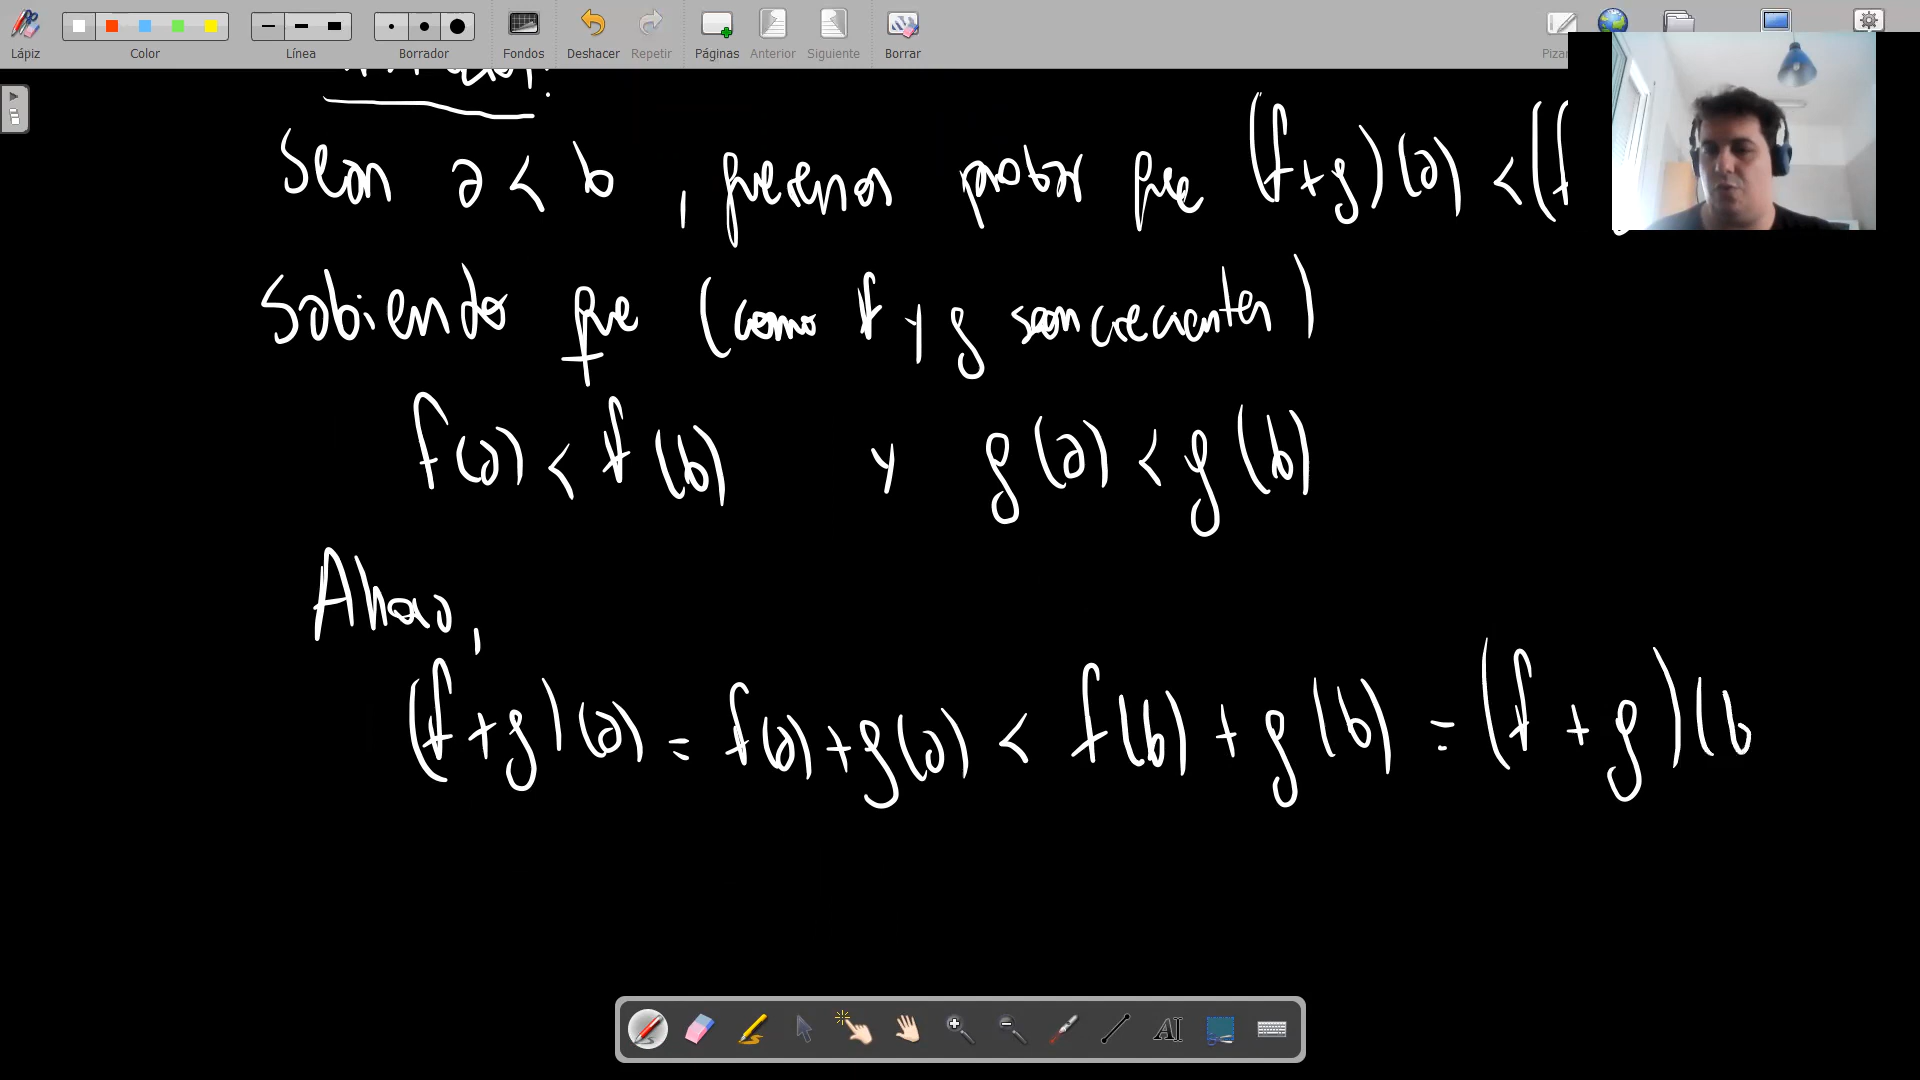 Lápiz Color Línea Borrador Fondos Deshacer Repetir Páginas Anterior Siguiente Borrar
Sean a < b , queremos probar que (f+g)(a) < (f
Sabiendo que (como f y g son crecientes)
f(a) < f(b) y g(a) < g(b)
Ahora,
(f+g)(a) = f(a)+g(a) < f(b) + g(b) = (f + g)(b
AI